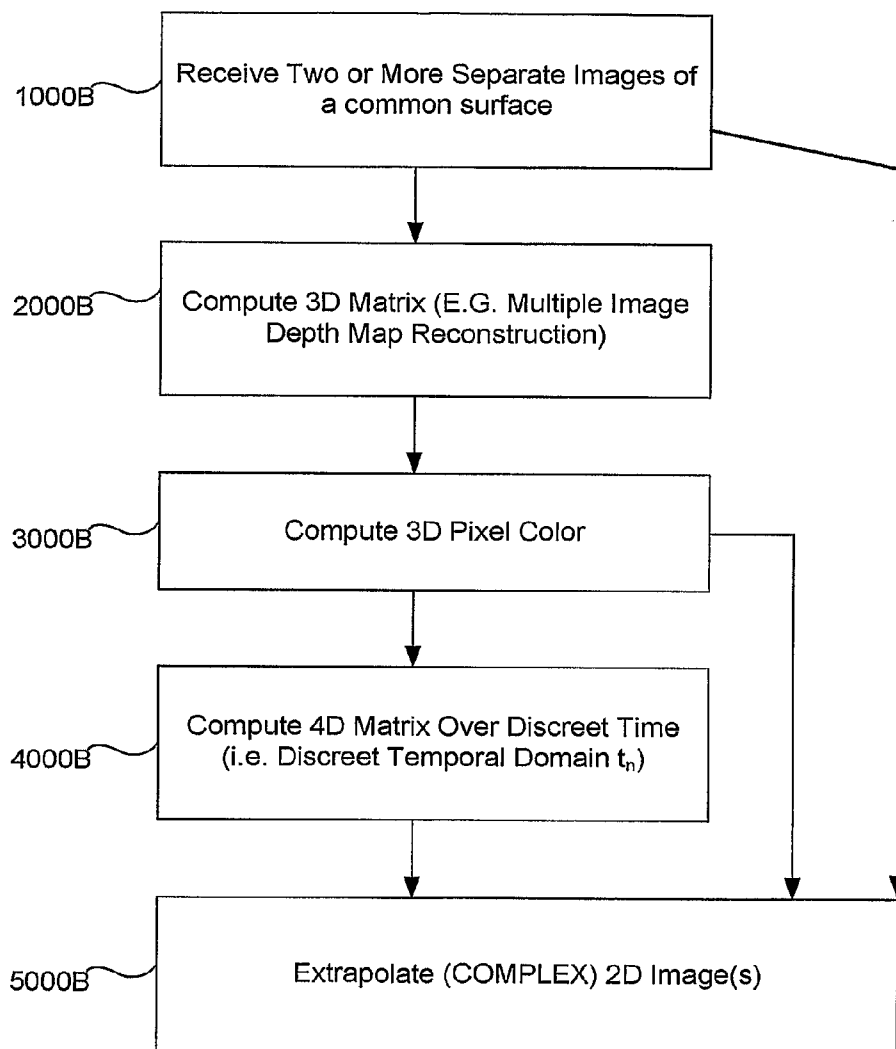 1000B
Receive Two or More Separate Images of
a common surface
2000B
Compute 3D Matrix (E.G. Multiple Image
Depth Map Reconstruction)
3000B
Compute 3D Pixel Color
4000B
Compute 4D Matrix Over Discreet Time
(i.e. Discreet Temporal Domain tn)
5000B
Extrapolate (COMPLEX) 2D Image(s)